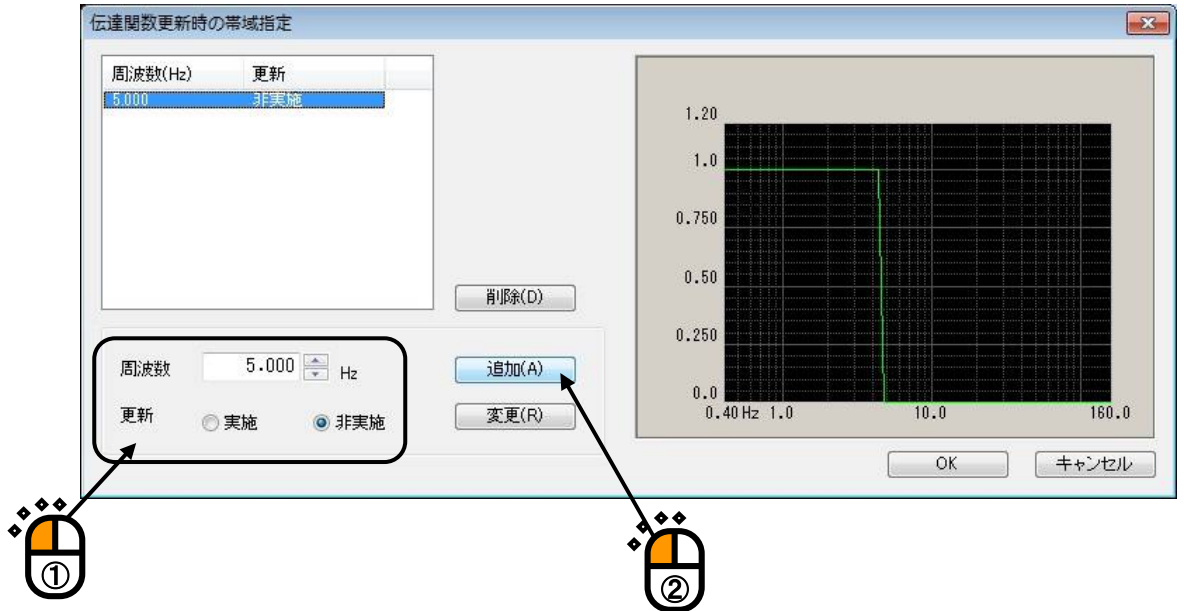 伝達関数更新時の帯域指定
周波数(Hz) 更新
5.000 非実施
削除(D)
周波数 5.000 Hz
追加(A)
更新 実施 非実施
変更(R)
1.20
1.0
0.750
0.50
0.250
0.0
0.40Hz 1.0 10.0 160.0
OK キャンセル
①
②